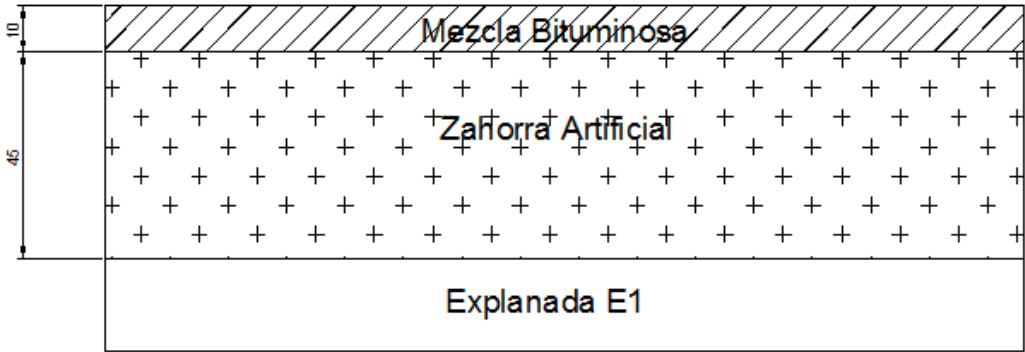 10
Mezcla Bituminosa
45
Zahorra Artificial
Explanada E1